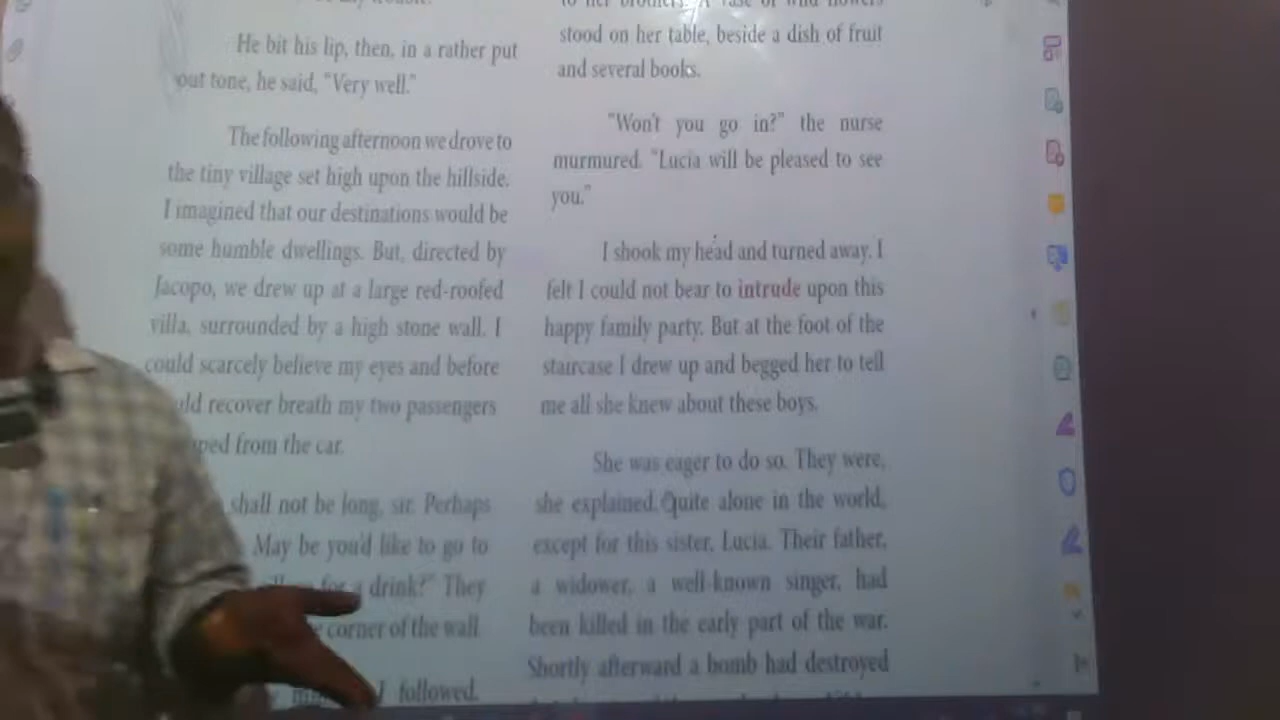 He bit his lip, then, in a rather put
out tone, he said, "Very well."
The following afternoon we drove to
the tiny village set high upon the hillside.
I imagined that our destinations would be
some humble dwellings. But, directed by
Jacopo, we drew up at a large red-roofed
villa, surrounded by a high stone wall. I
could scarcely believe my eyes and before
recover breath my two passengers
from the car.
shall not be long, sir. Perhaps
May be you'd like to go to
for a drink?" They
corner of the wall.
I followed.
stood on her table, beside a dish of fruit
and several books.
"Won't you go in?" the nurse
murmured. "Lucia will be pleased to see
you."
I shook my head and turned away. I
felt I could not bear to intrude upon this
happy family party. But at the foot of the
staircase I drew up and begged her to tell
me all she knew about these boys.
She was eager to do so. They were,
she explained. Quite alone in the world,
except for this sister, Lucia. Their father,
a widower, a well-known singer, had
been killed in the early part of the war.
Shortly afterward a bomb had destroyed